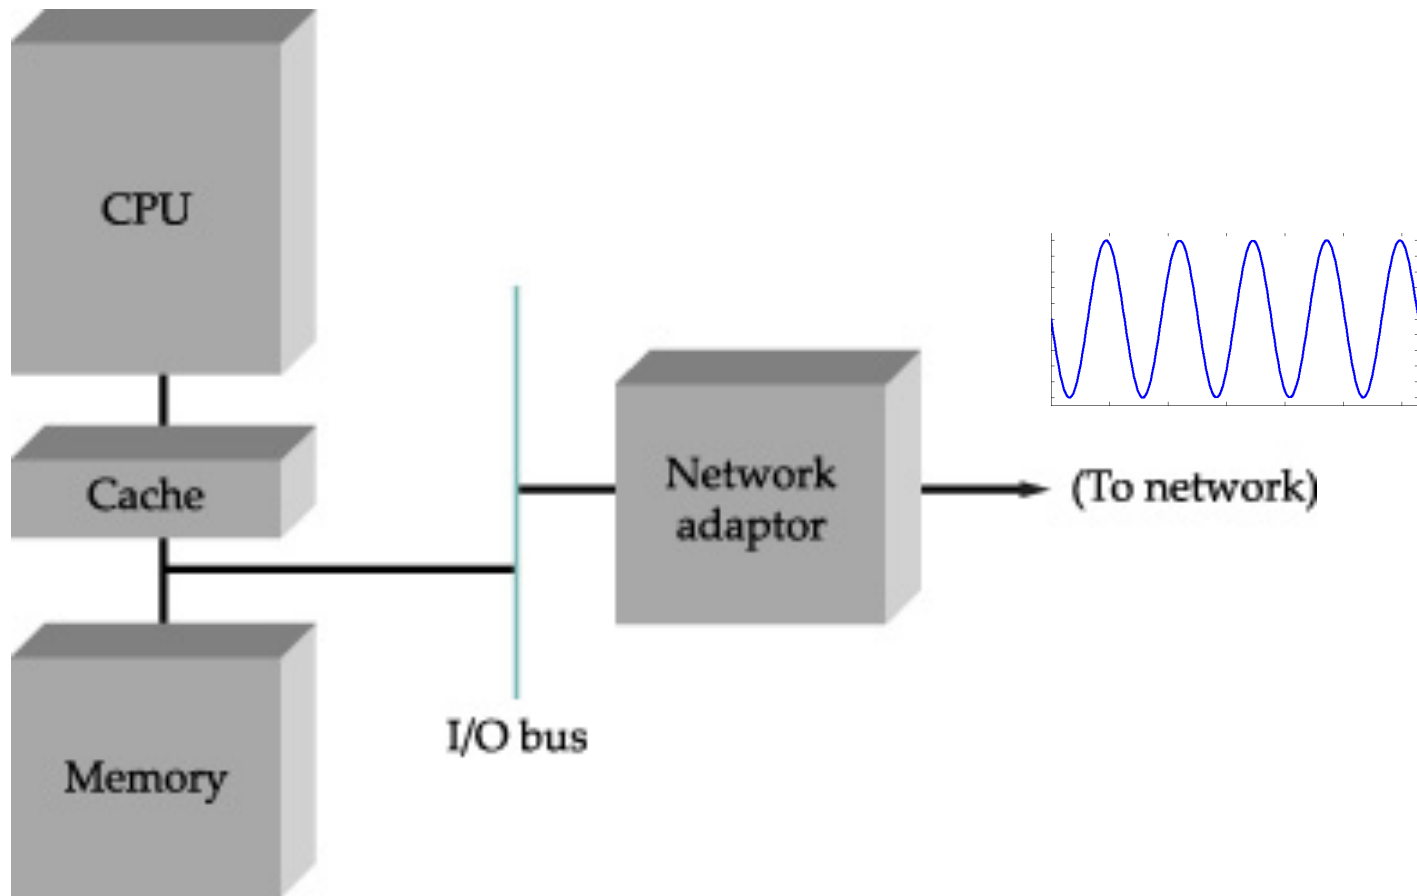 CPU
Cache
Memory
I/O bus
Network
adaptor
(To network)